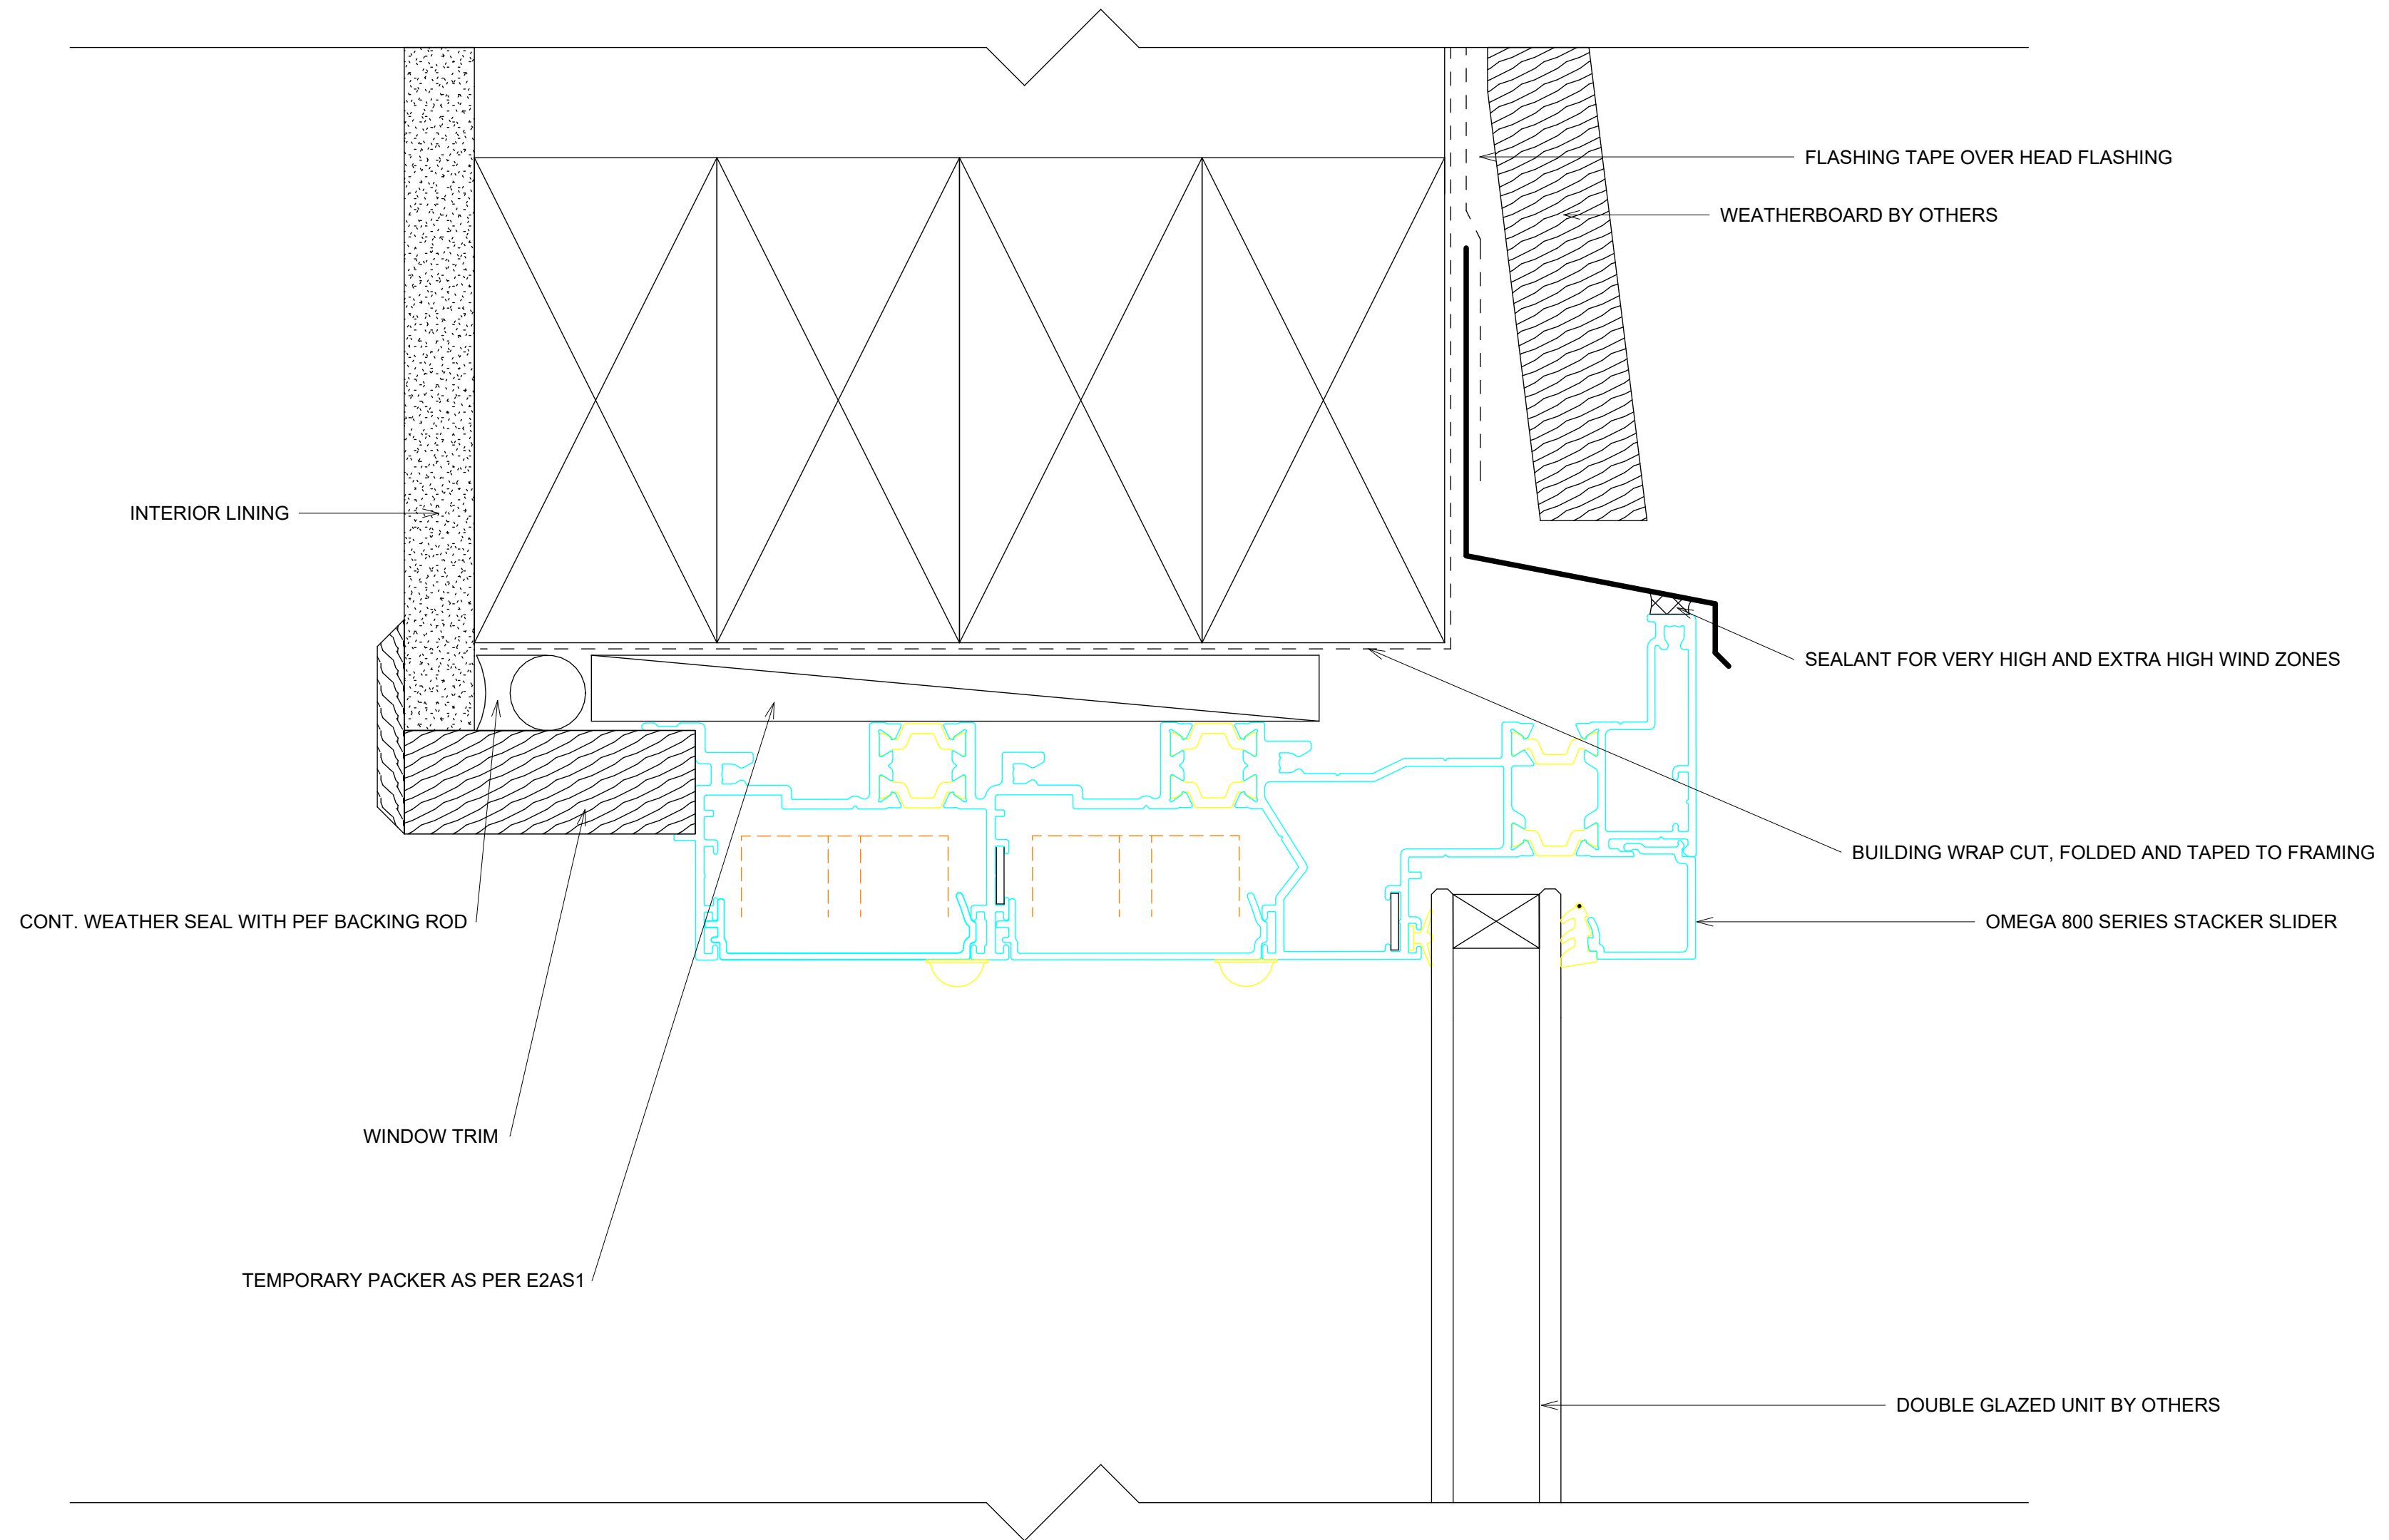 FLASHING TAPE OVER HEAD FLASHING
WEATHERBOARD BY OTHERS
INTERIOR LINING
SEALANT FOR VERY HIGH AND EXTRA HIGH WIND ZONES
BUILDING WRAP CUT, FOLDED AND TAPED TO FRAMING
CONT. WEATHER SEAL WITH PEF BACKING ROD
OMEGA 800 SERIES STACKER SLIDER
WINDOW TRIM
TEMPORARY PACKER AS PER E2AS1
DOUBLE GLAZED UNIT BY OTHERS